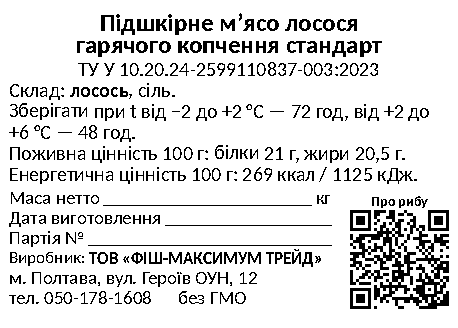 Підшкірне м’ясо лосося
гарячого копчення стандарт
ТУ У 10.20.24-2599110837-003:2023
Склад: лосось, сіль.
Зберігати при t від −2 до +2 °С — 72 год, від +2 до
+6 °С — 48 год.
Поживна цінність 100 г: білки 21 г, жири 20,5 г.
Енергетична цінність 100 г: 269 ккал / 1125 кДж.
Маса нетто ______________________ кг
Дата виготовлення _________________
Партія № _________________________
Про рибу
Виробник: ТОВ «ФІШ-МАКСИМУМ ТРЕЙД»
м. Полтава, вул. Героїв ОУН, 12
тел. 050-178-1608 без ГМО